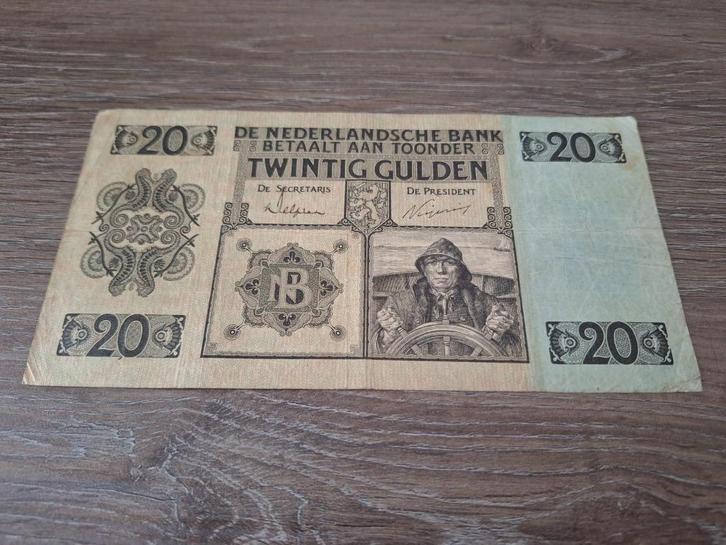 20
DE NEDERLANDSCHE BANK
BETAALT AAN TOONDER
20
TWINTIG GULDEN
DE SECRETARIS
DE PRESIDENT
NB
20
20